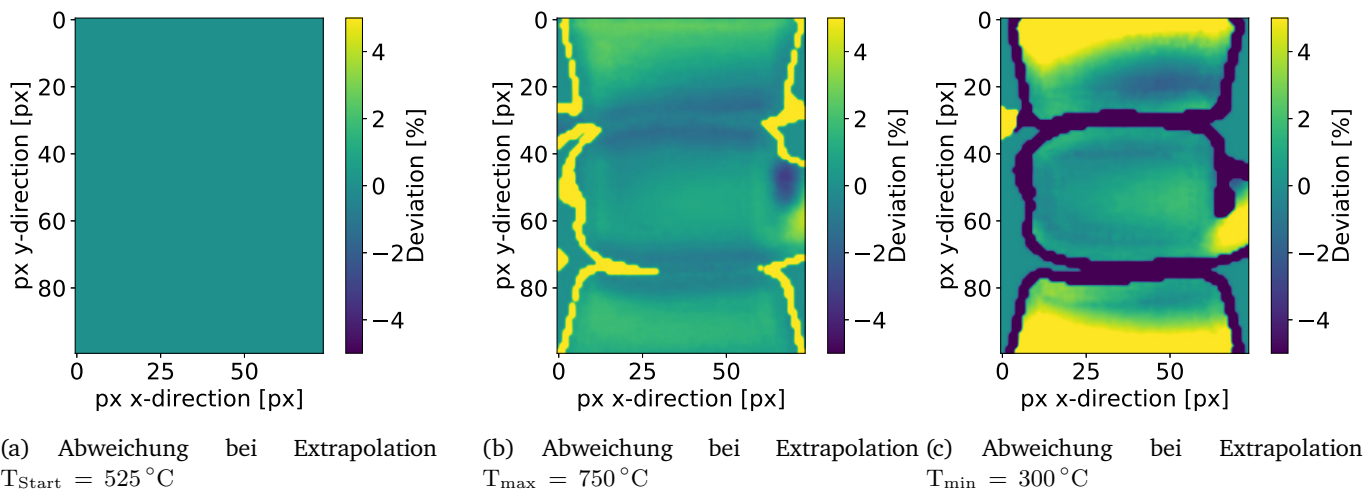 0
20
40
60
80
px y-direction [px]
0 25 50
px x-direction [px]
4
2
0
−2
−4
Deviation [%]
0
20
40
60
80
px y-direction [px]
0 25 50
px x-direction [px]
4
2
0
−2
−4
Deviation [%]
0
20
40
60
80
px y-direction [px]
0 25 50
px x-direction [px]
4
2
0
−2
−4
Deviation [%]
(a) Abweichung bei Extrapolation
T_Start = 525 °C
(b) Abweichung bei Extrapolation
T_max = 750 °C
(c) Abweichung bei Extrapolation
T_min = 300 °C